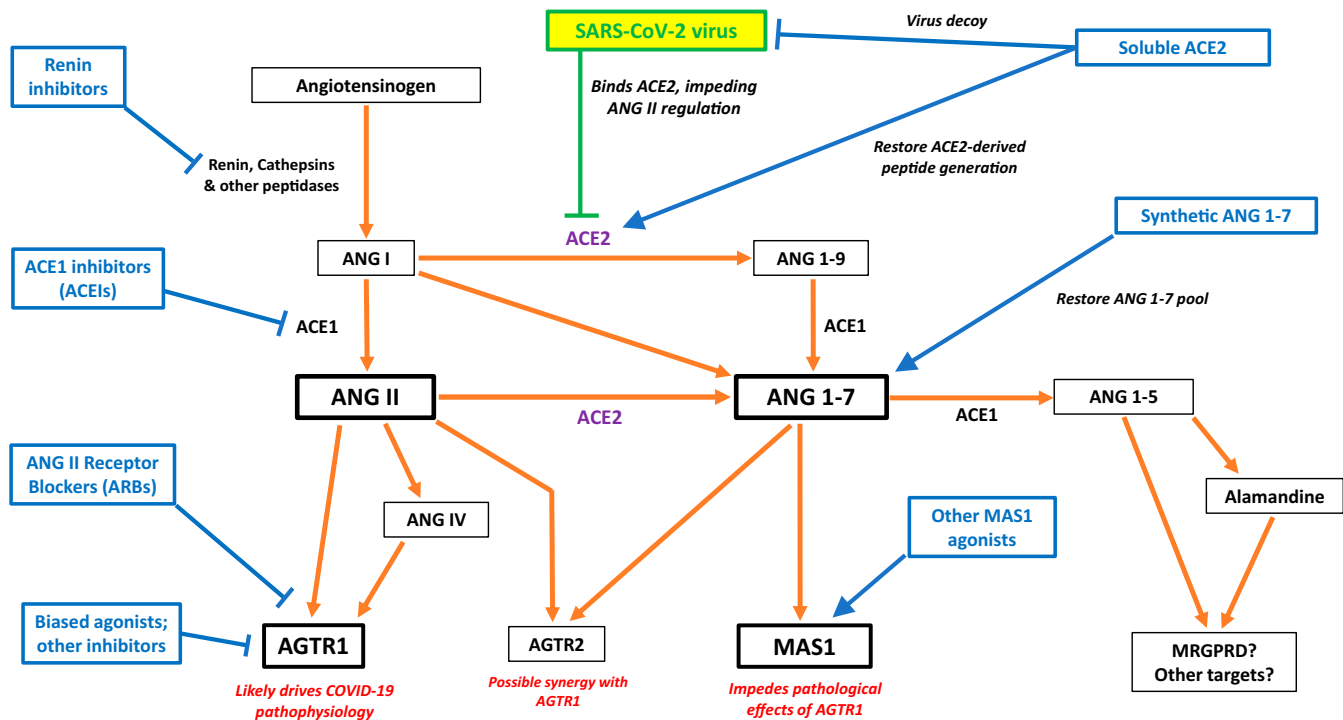 SARS-CoV-2 virus
Virus decoy
Soluble ACE2
Renin
inhibitors
Angiotensinogen
Binds ACE2, impeding
ANG II regulation
Restore ACE2-derived
peptide generation
Renin, Cathepsins
& other peptidases
Synthetic ANG 1-7
ACE2
ANG I
ANG 1-9
ACE1 inhibitors
(ACEIs)
Restore ANG 1-7 pool
ACE1
ACE1
ANG II
ACE2
ANG 1-7
ACE1
ANG 1-5
ANG II Receptor
Blockers (ARBs)
ANG IV
Other MAS1
agonists
Alamandine
Biased agonists;
other inhibitors
AGTR1
AGTR2
MAS1
MRGPRD?
Other targets?
Likely drives COVID-19
pathophysiology
Possible synergy with
AGTR1
Impedes pathological
effects of AGTR1